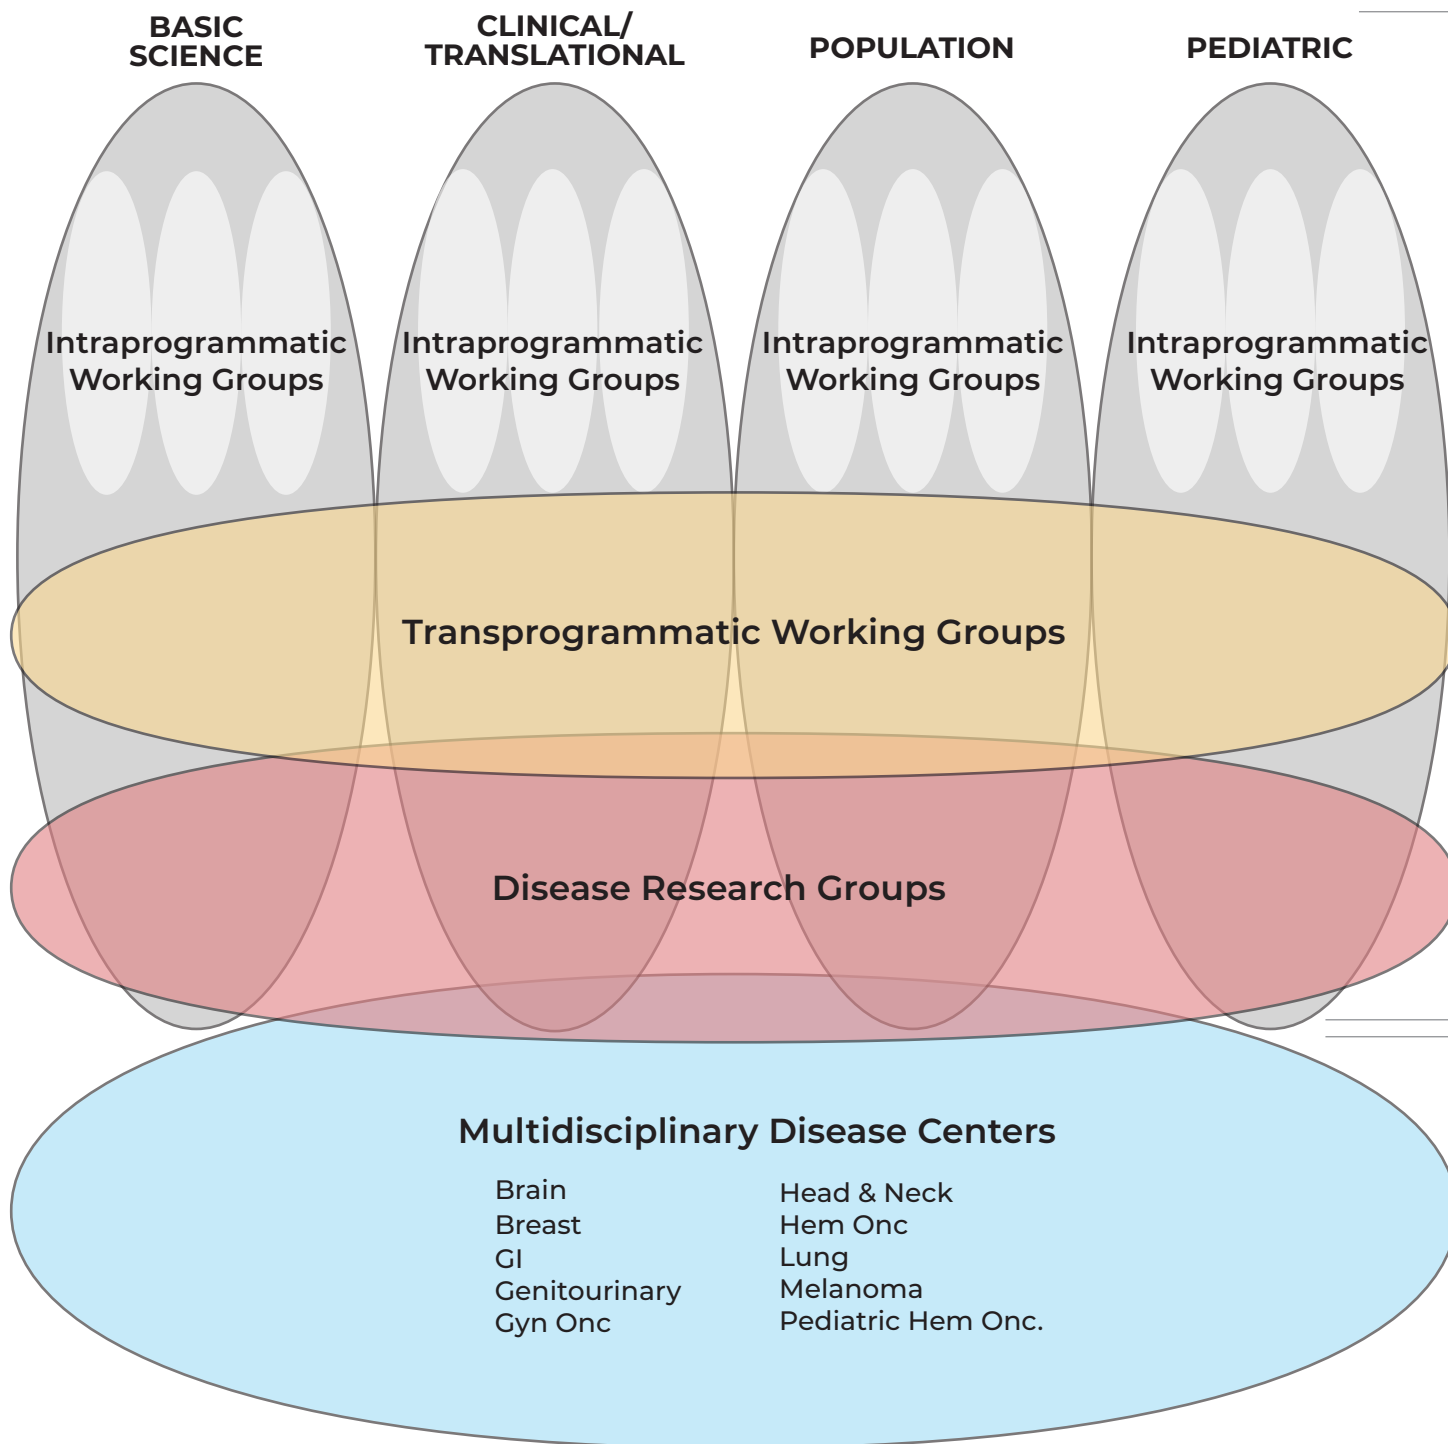 BASIC
SCIENCE
CLINICAL/
TRANSLATIONAL
POPULATION
PEDIATRIC
Intraprogrammatic
Working Groups
Intraprogrammatic
Working Groups
Intraprogrammatic
Working Groups
Intraprogrammatic
Working Groups
Transprogrammatic Working Groups
Disease Research Groups
Multidisciplinary Disease Centers
Brain
Breast
GI
Genitourinary
Gyn Onc
Head & Neck
Hem Onc
Lung
Melanoma
Pediatric Hem Onc.